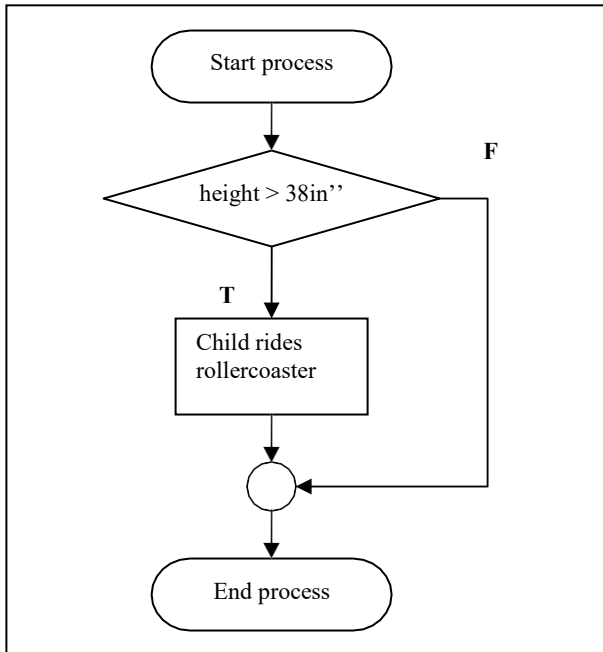 Start process
F
height > 38in’’
T
Child rides
rollercoaster
End process